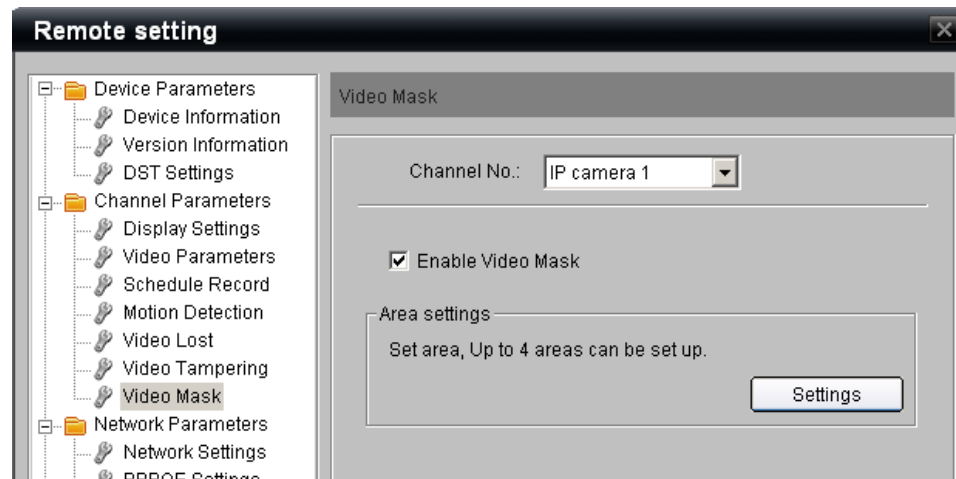 Remote setting
Device Parameters
Device Information
Version Information
DST Settings
Channel Parameters
Display Settings
Video Parameters
Schedule Record
Motion Detection
Video Lost
Video Tampering
Video Mask
Network Parameters
Network Settings
PPPOE Settings
Video Mask
Channel No.: IP camera 1
Enable Video Mask
Area settings
Set area, Up to 4 areas can be set up.
Settings